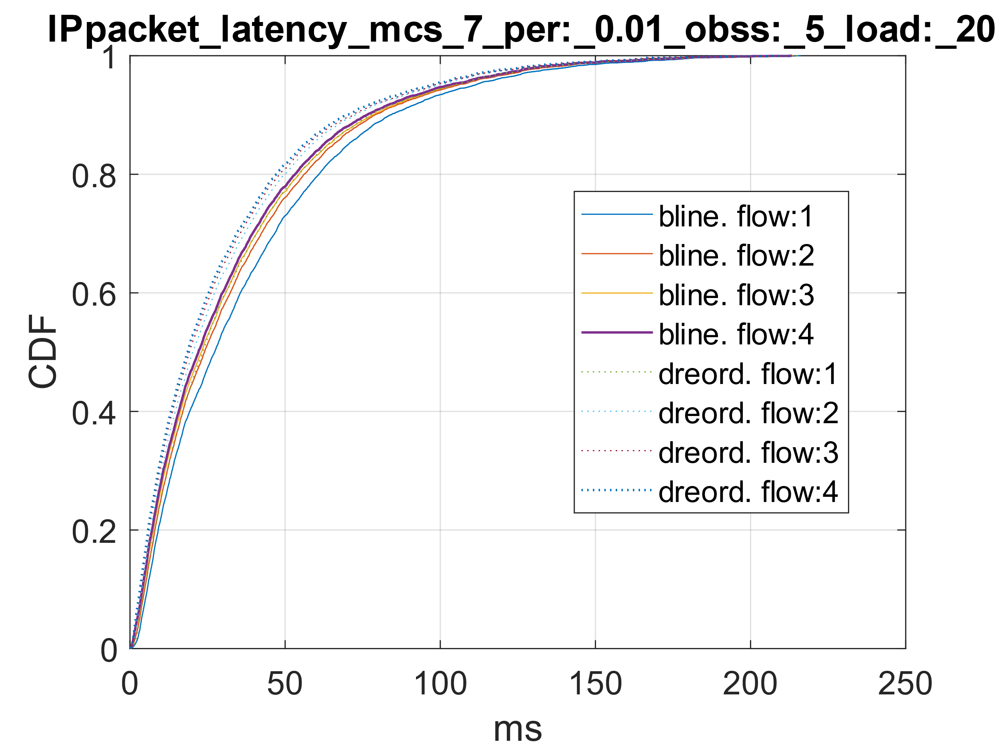 IPpacket_latency_mcs_7_per:_0.01_obss:_5_load:_20
1
0.8
0.6
0.4
0.2
0
CDF
bline. flow:1
bline. flow:2
bline. flow:3
bline. flow:4
dreord. flow:1
dreord. flow:2
dreord. flow:3
dreord. flow:4
0 50 100 150 200 250
ms